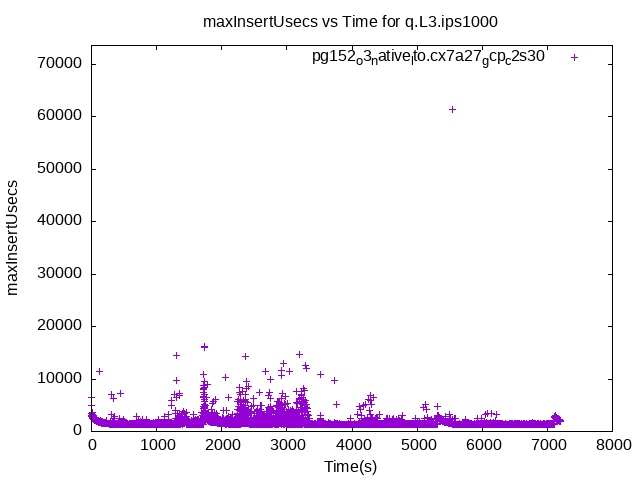 maxInsertUsecs vs Time for q.L3.ips1000
pg152o3native_lto.cx7a27gcpc2s30
70000
60000
50000
40000
30000
20000
10000
0
maxInsertUsecs
0 1000 2000 3000 4000 5000 6000 7000 8000
Time(s)